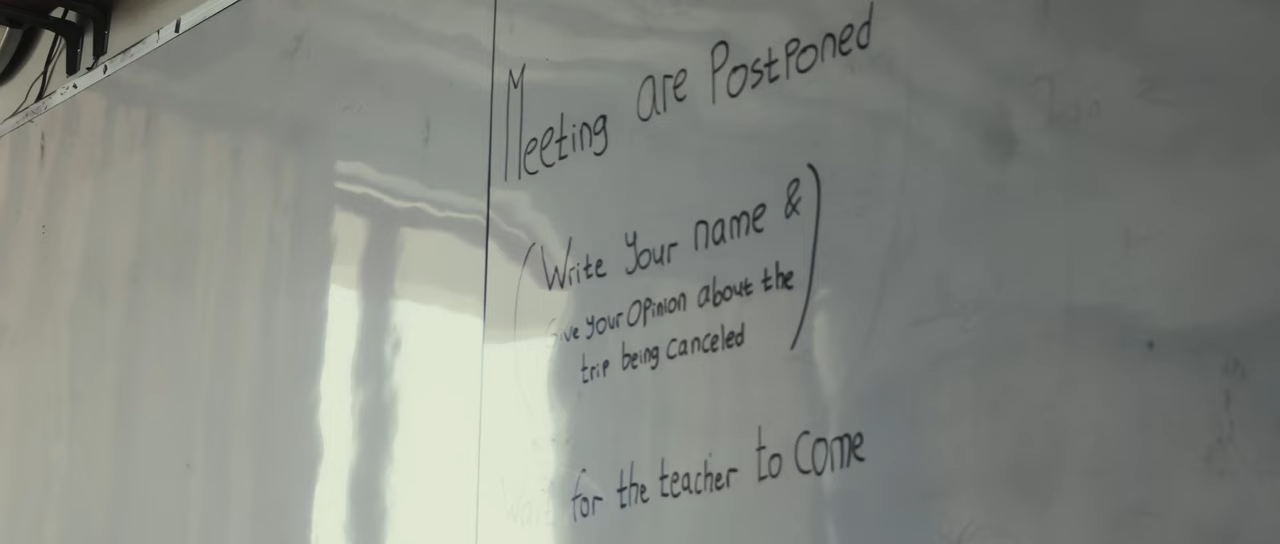 Meeting are Postponed
(Write Your name &)
Give your Opinion about the
trip being canceled
Wait for the teacher to Come